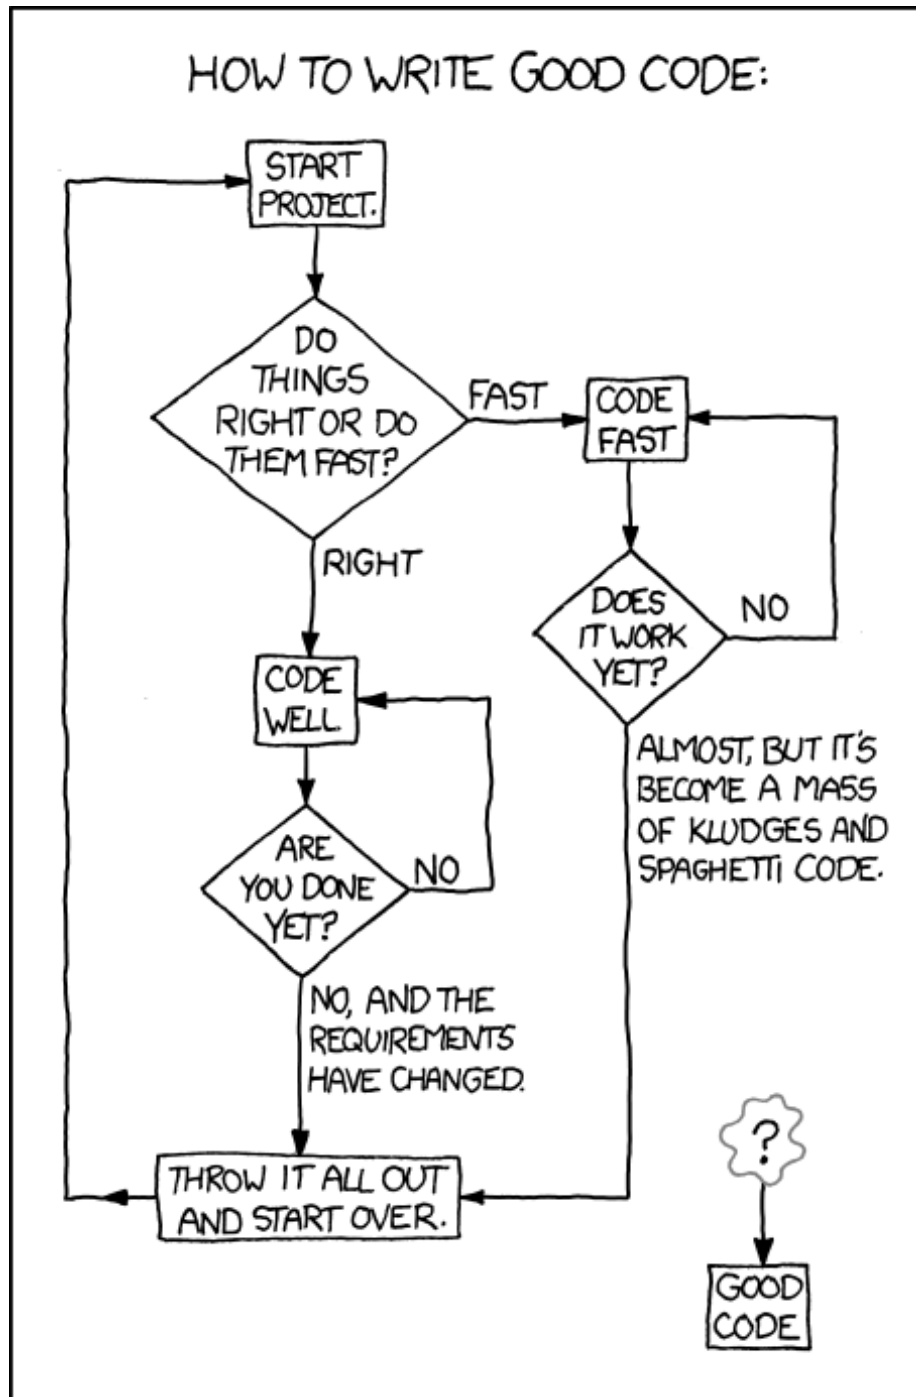 HOW TO WRITE GOOD CODE:
START
PROJECT.
DO
THINGS
RIGHT OR DO
THEM FAST?
FAST
CODE
FAST
RIGHT
DOES
IT WORK
YET?
NO
CODE
WELL.
ALMOST, BUT IT'S
BECOME A MASS
OF KLUDGES AND
SPAGHETTI CODE.
ARE
YOU DONE
YET?
NO
NO, AND THE
REQUIREMENTS
HAVE CHANGED.
THROW IT ALL OUT
AND START OVER.
?
GOOD
CODE